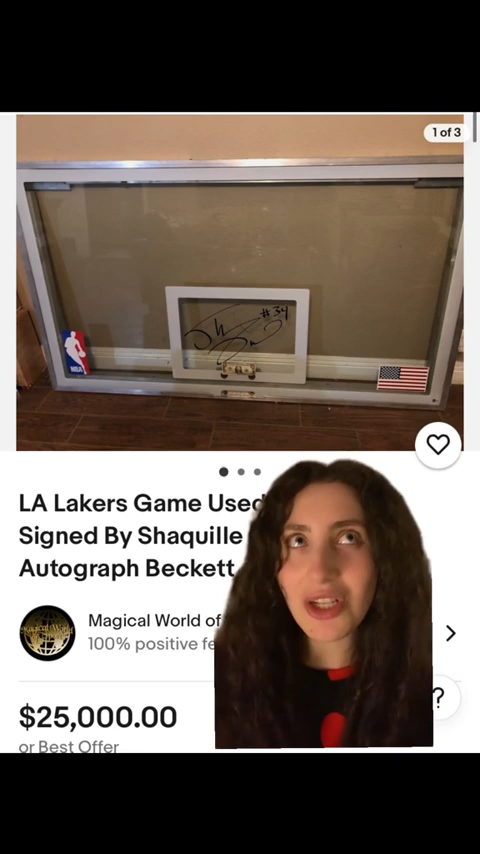 1 of 3
#34
NBA
LA Lakers Game Used
Signed By Shaquille
Autograph Beckett
Magical World of
100% positive fe
$25,000.00
or Best Offer
?